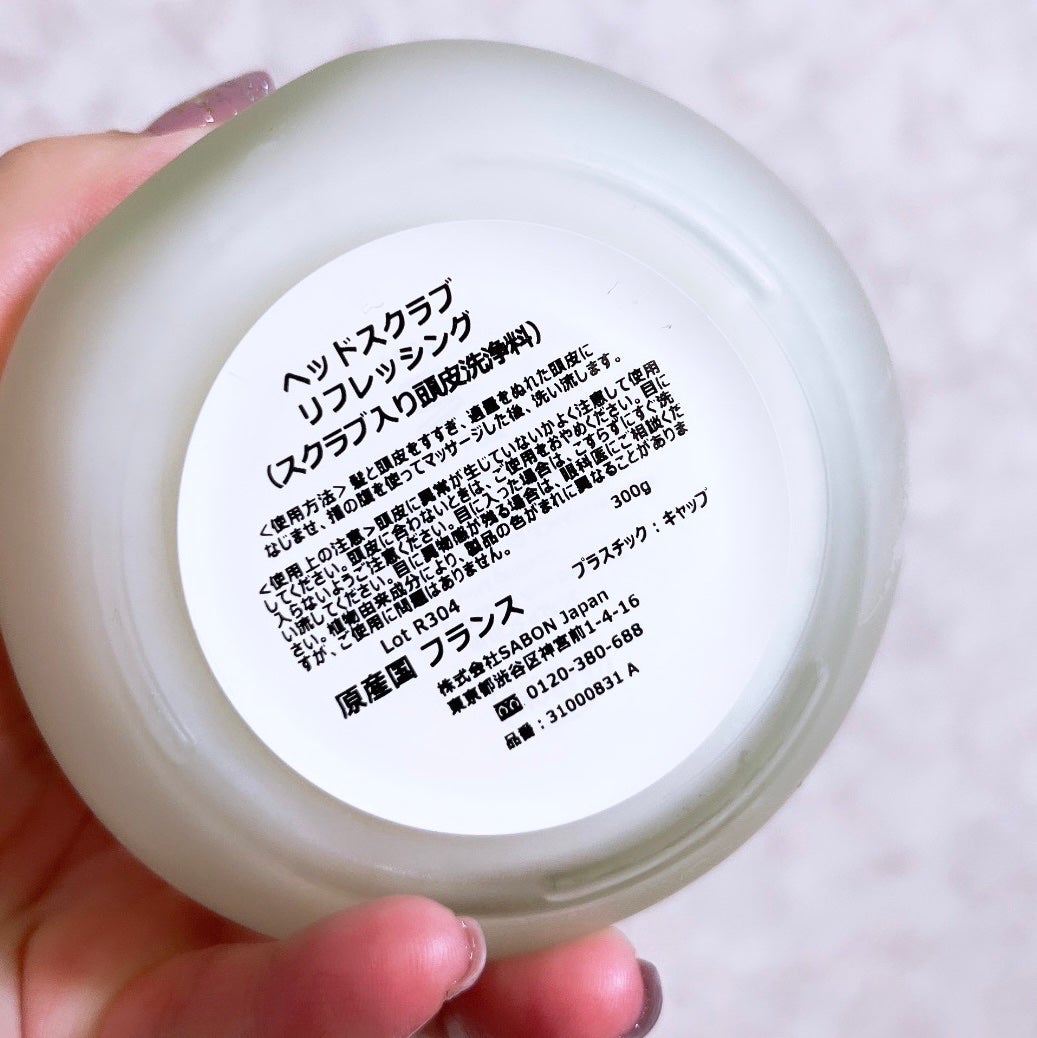 ヘッドスクラブ
リフレッシング
(スクラブ入り頭皮洗浄料)
＜使用方法＞髪と頭皮をすすぎ、適量をぬれた頭皮に
なじませ、指の腹を使ってマッサージした後、洗い流します。
＜使用上の注意＞頭皮に異常が生じていないかよく注意して使用
してください。頭皮に合わないときは、ご使用をおやめください。目に
入らないようご注意ください。目に入った場合は、こすらずにすぐ洗
い流してください。目に異物感が残る場合は、眼科医にご相談くだ
さい。植物由来成分により、製品の色がまれに異なることがありま
すが、ご使用に問題はありません。
300g
Lot R304
プラスチック：キャップ
原産国 フランス
株式会社SABON Japan
東京都渋谷区神宮前1-4-16
0120-380-688
品番：31000831 A